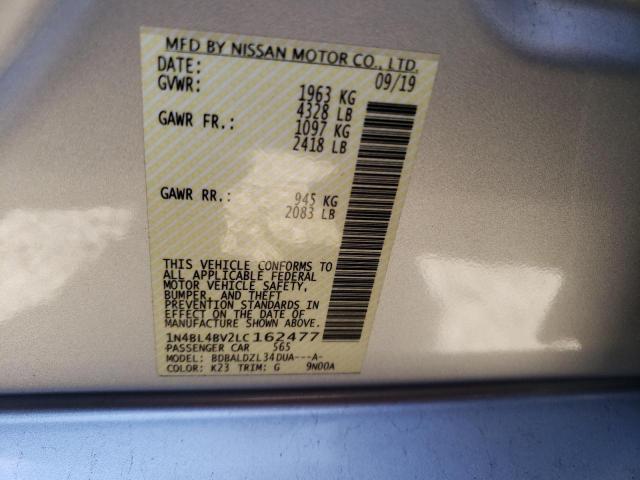 MFD BY NISSAN MOTOR CO., LTD.
DATE: 09/19
GVWR: 1963 KG
4328 LB
GAWR FR.: 1097 KG
2418 LB
GAWR RR.: 945 KG
2083 LB
THIS VEHICLE CONFORMS TO
ALL APPLICABLE FEDERAL
MOTOR VEHICLE SAFETY,
BUMPER, AND THEFT
PREVENTION STANDARDS IN
EFFECT ON THE DATE OF
MANUFACTURE SHOWN ABOVE.
1N4BL4BV2LC162477
PASSENGER CAR 565
MODEL: BDBALDZL34DUA---A-
COLOR: K23 TRIM: G 9N00A